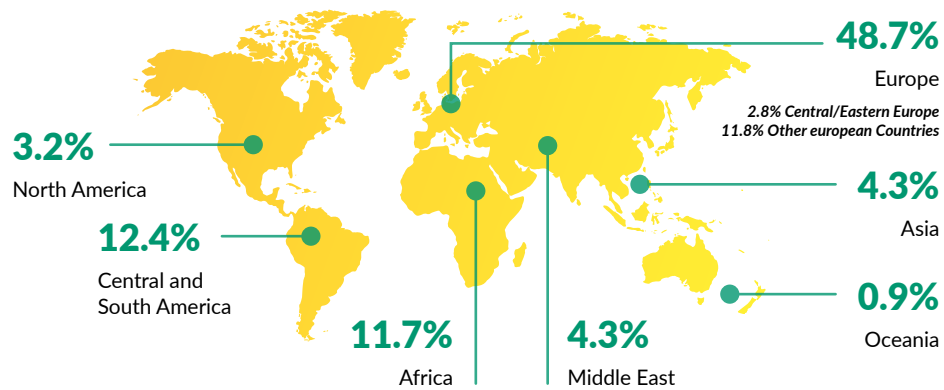 48.7%
Europe
2.8% Central/Eastern Europe
11.8% Other european Countries
3.2%
North America
4.3%
Asia
12.4%
Central and
South America
0.9%
Oceania
11.7%
Africa
4.3%
Middle East